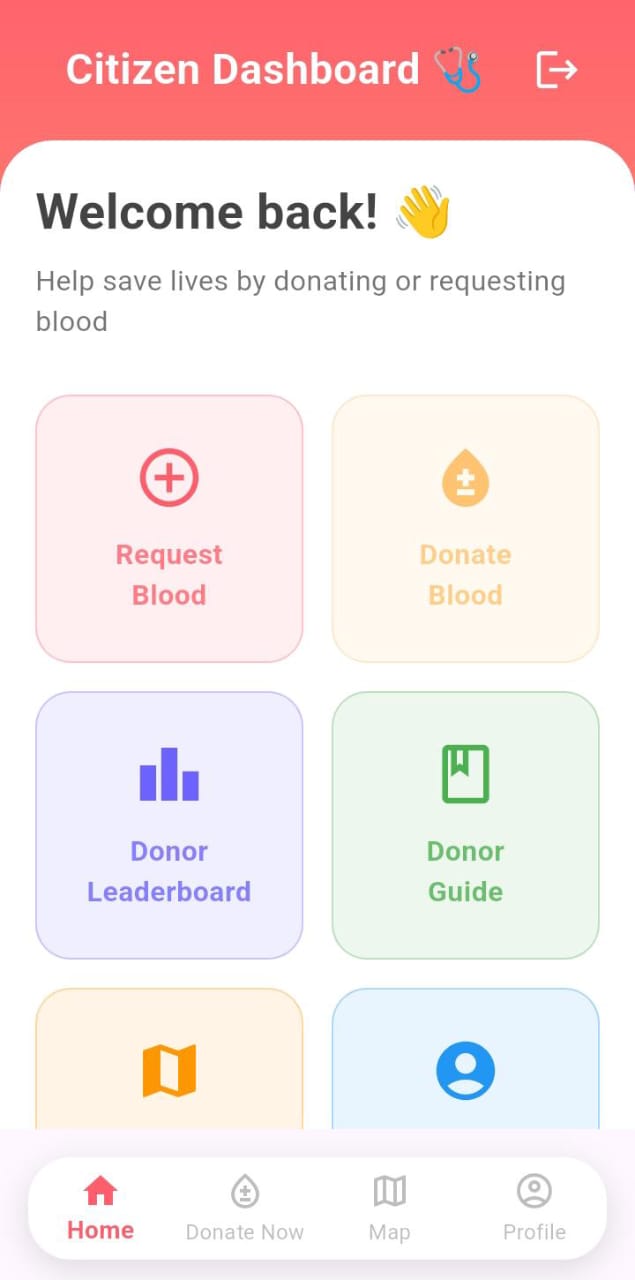 Citizen Dashboard 🩺
Welcome back! 👋
Help save lives by donating or requesting
blood
Request
Blood
Donate
Blood
Donor
Leaderboard
Donor
Guide
Home
Donate Now
Map
Profile